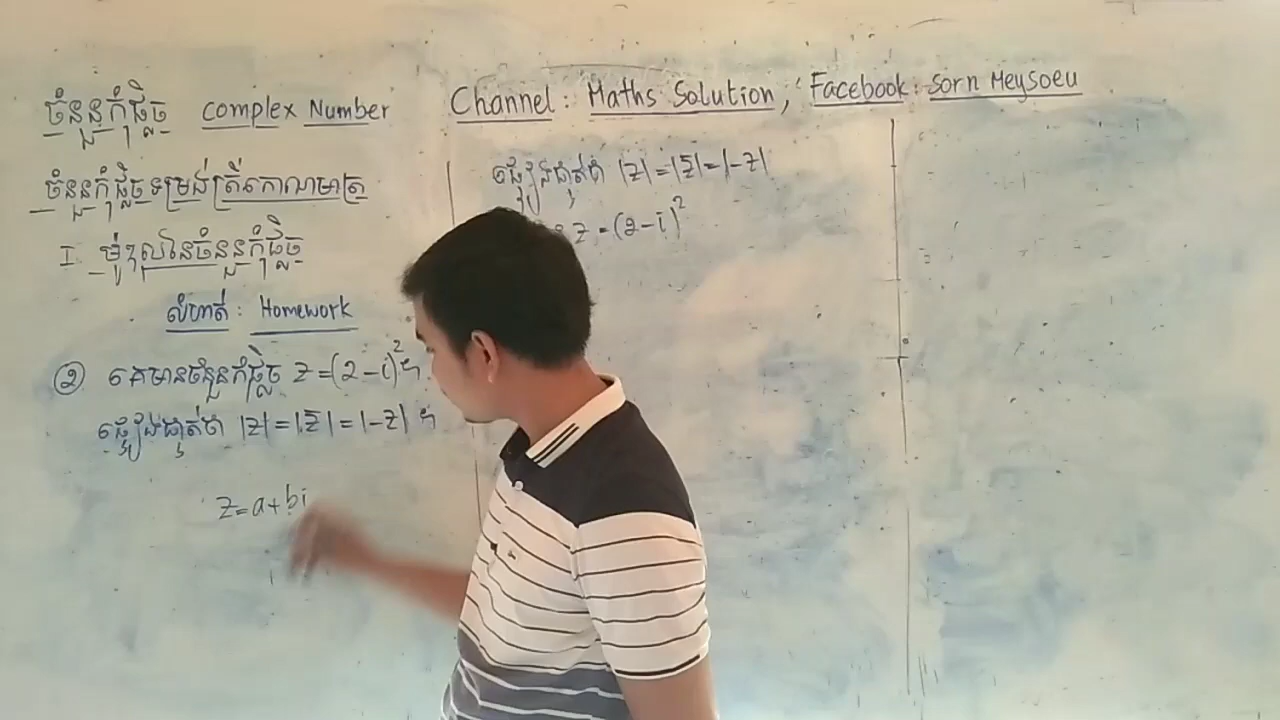 Channel : Maths Solution, Facebook : Sorn Meysoeu
ចំនួនកុំផ្លិច Complex Number
ចំនួនកុំផ្លិចទម្រង់ត្រីកោណមាត្រ
I ម៉ូឌុលនៃចំនួនកុំផ្លិច
លំហាត់ : Homework
② គេមានចំនួនកុំផ្លិច z = (2 - i)²។
ផ្ទៀងផ្ទាត់ថា |z| = |z̅| = |-z| ។
z = a + bi
ផ្ទៀងផ្ទាត់ថា |z| = |z̅| = |-z|
z = (2 - i)²